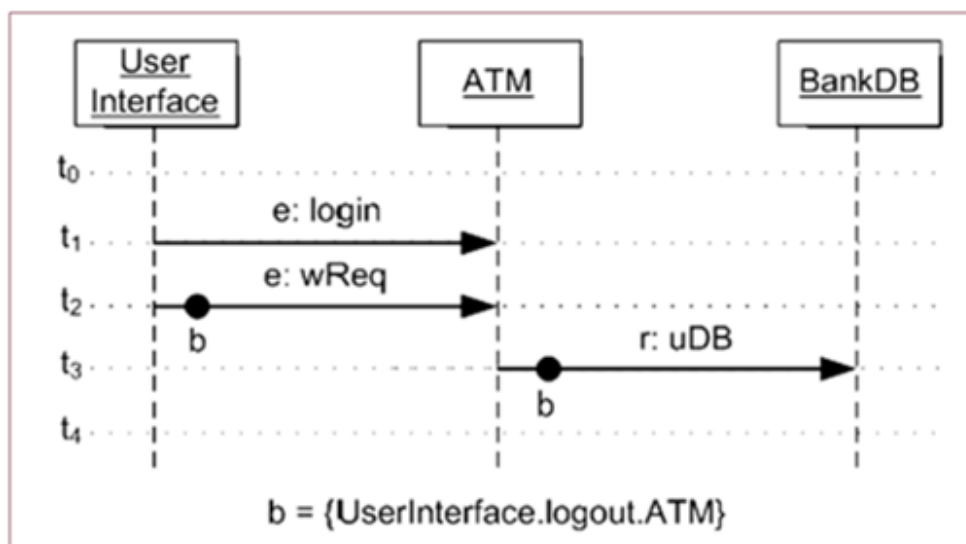 User
Interface
ATM
BankDB
t0
e: login
t1
e: wReq
t2
b
r: uDB
t3
b
t4
b = {UserInterface.logout.ATM}